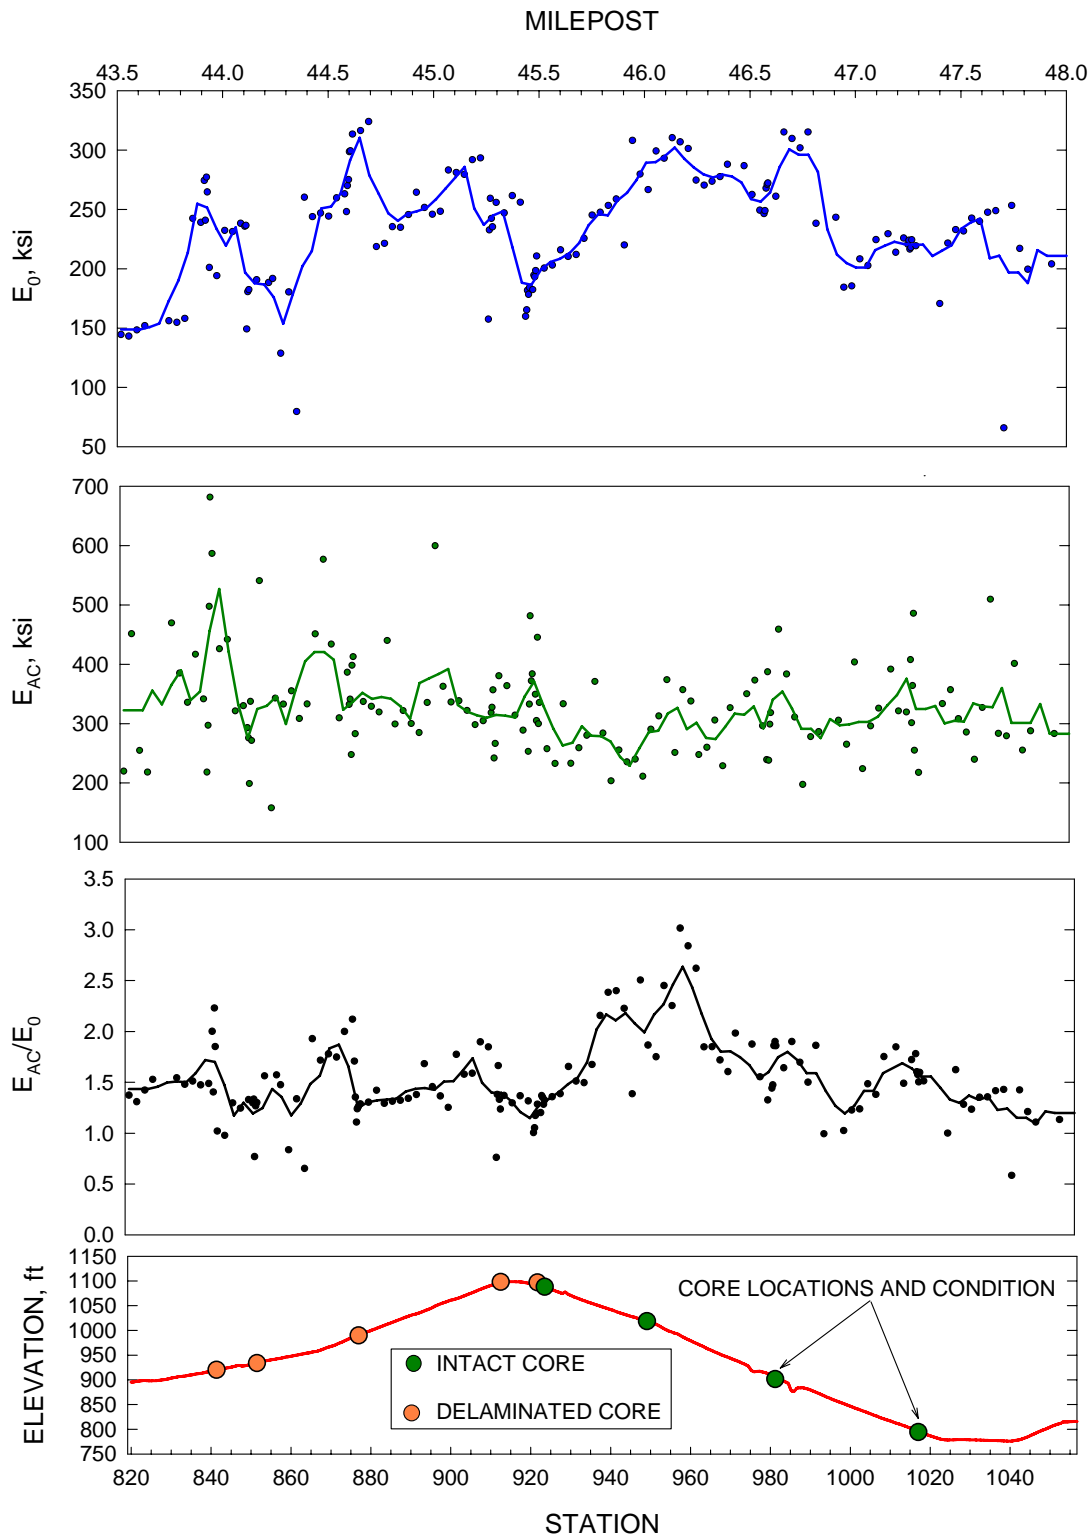 MILEPOST
43.5 44.0 44.5 45.0 45.5 46.0 46.5 47.0 47.5 48.0
350
300
250
200
150
100
50
E0, ksi
700
600
500
400
300
200
100
EAC, ksi
3.5
3.0
2.5
2.0
1.5
1.0
0.5
0.0
EAC/E0
1150
1100
1050
1000
950
900
850
800
750
ELEVATION, ft
CORE LOCATIONS AND CONDITION
INTACT CORE
DELAMINATED CORE
820 840 860 880 900 920 940 960 980 1000 1020 1040
STATION